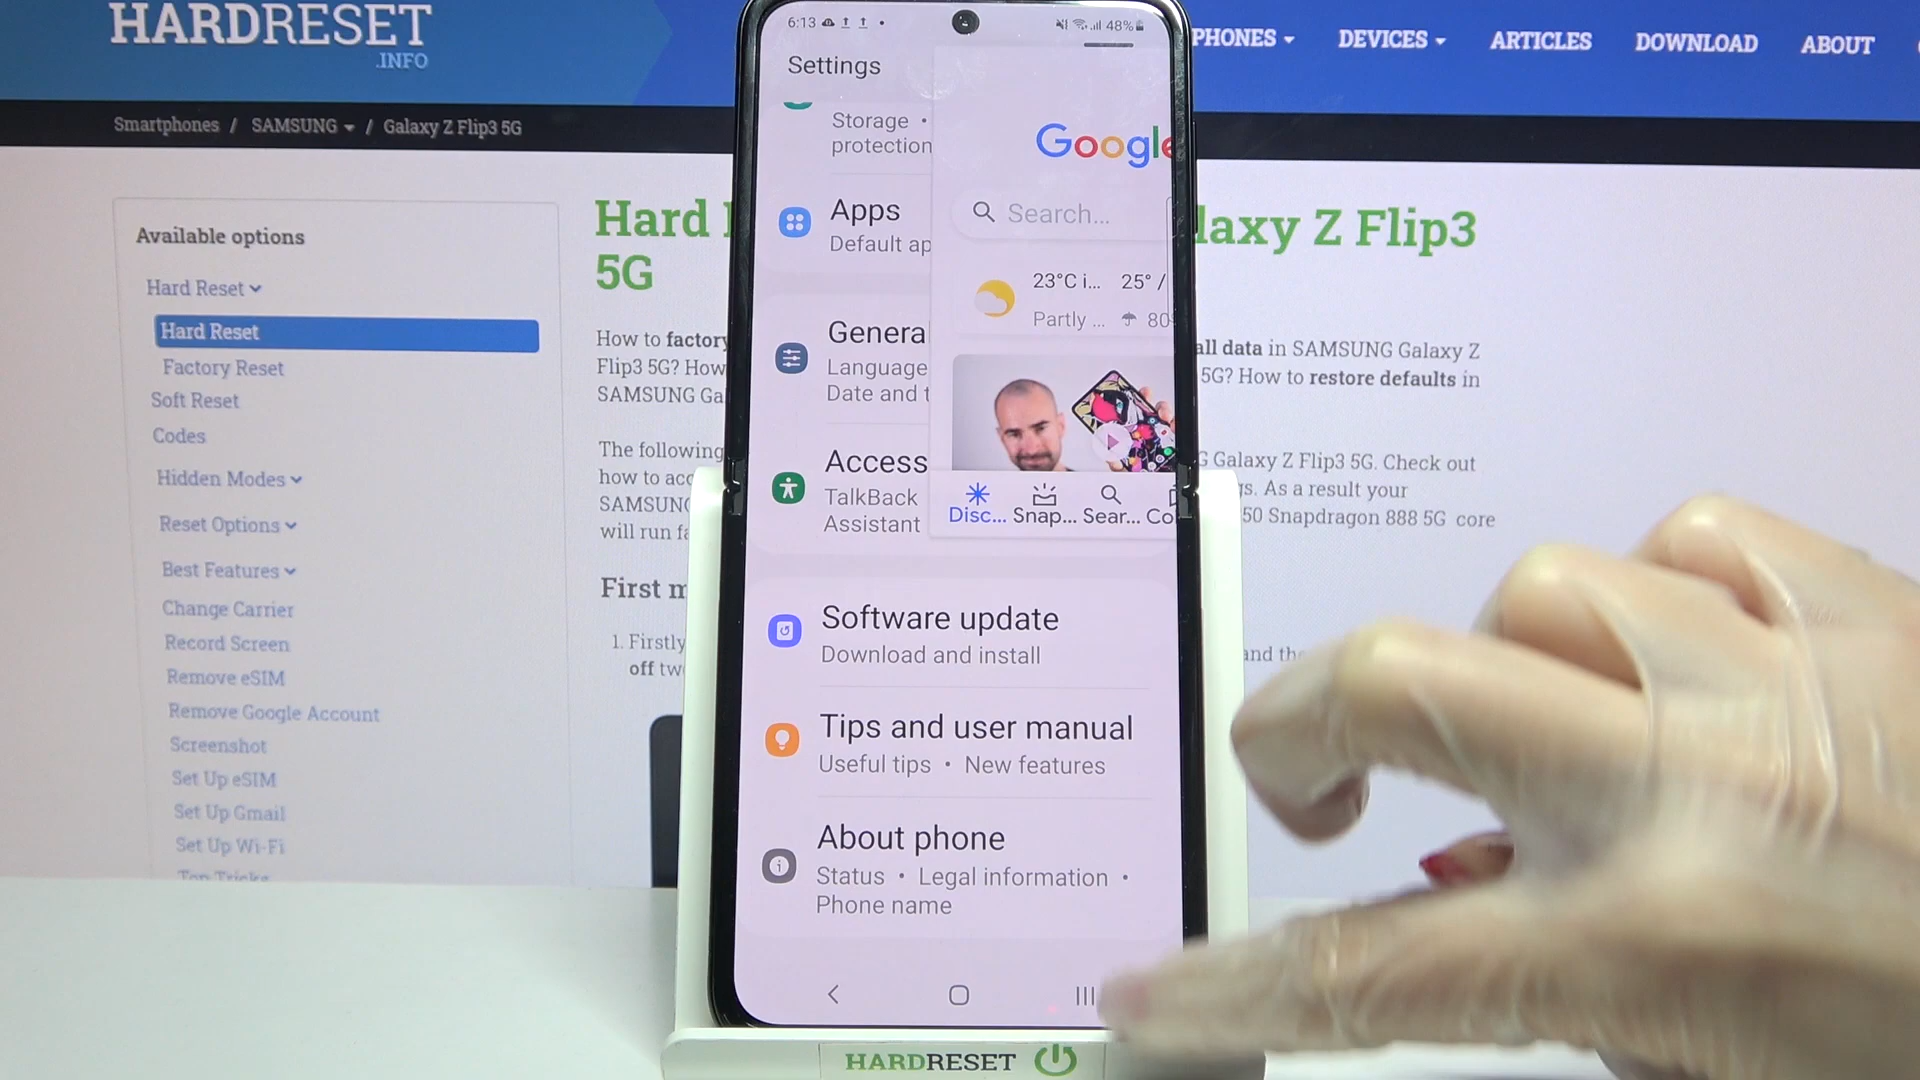 HARDRESET
.INFO
PHONES
DEVICES
ARTICLES
DOWNLOAD
ABOUT
Smartphones / SAMSUNG / Galaxy Z Flip3 5G
Available options
Hard Reset
Hard Reset
Factory Reset
Soft Reset
Codes
Hidden Modes
Reset Options
Best Features
Change Carrier
Record Screen
Remove eSIM
Remove Google Account
Screenshot
Set Up eSIM
Set Up Gmail
Set Up Wi-Fi
Top Tricks
Hard
laxy Z Flip3
5G
How to factory
all data in SAMSUNG Galaxy Z
Flip3 5G? How
5G? How to restore defaults in
SAMSUNG Ga
The following
G Galaxy Z Flip3 5G. Check out
how to acc
gs. As a result your
SAMSUNG
50 Snapdragon 888 5G core
will run fa
First m
1. Firstly
and the
off tw
6:13
48%
Settings
Storage •
protection
Apps
Default ap
General
Language
Date and t
Access
TalkBack
Assistant
Google
Search...
23°C i...
25° /
Partly ...
80
Disc...
Snap...
Sear...
Co
Software update
Download and install
Tips and user manual
Useful tips • New features
About phone
Status • Legal information •
Phone name
HARDRESET